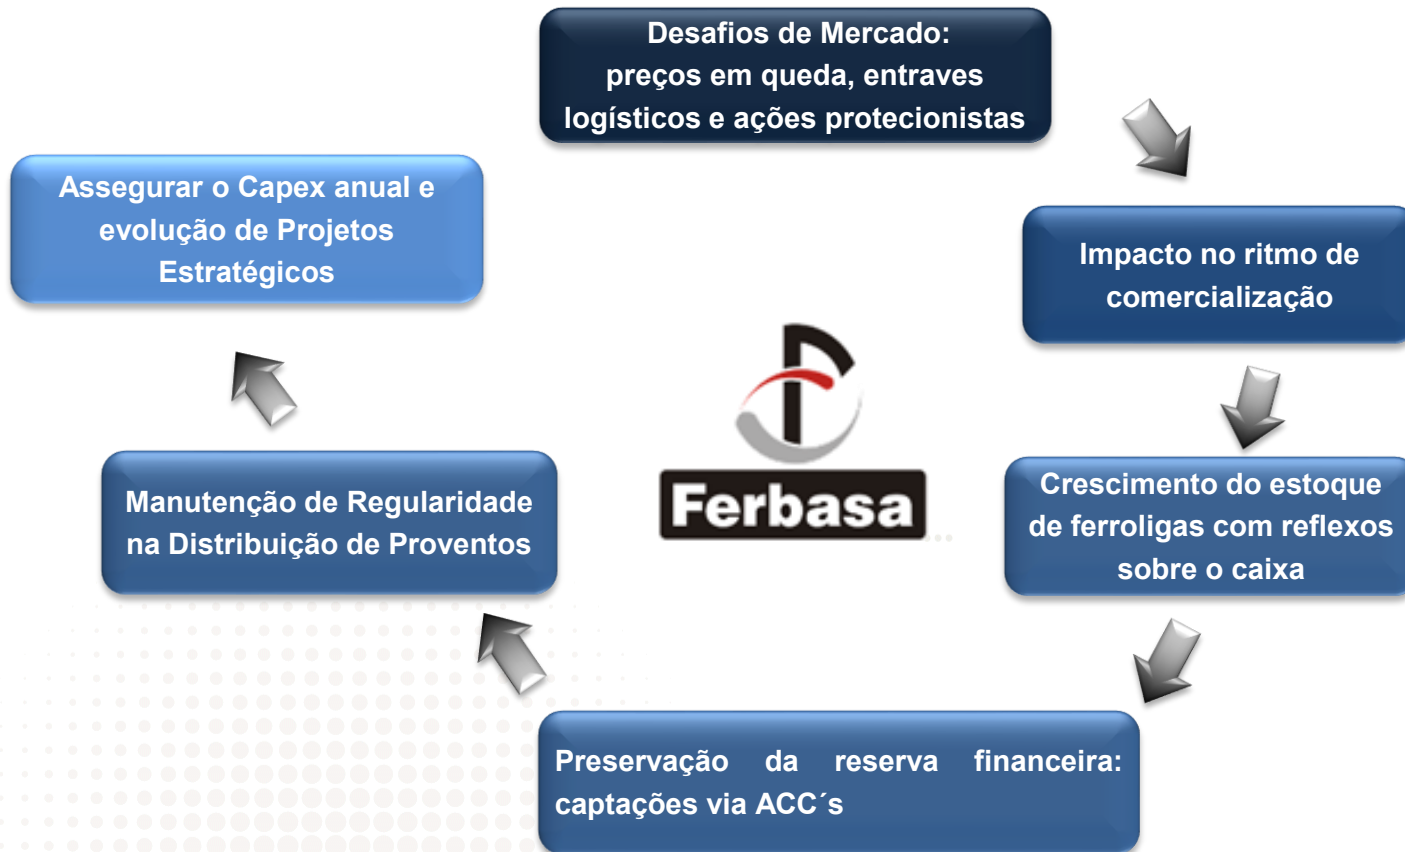 Desafios de Mercado:
preços em queda, entraves
logísticos e ações protecionistas
Impacto no ritmo de
comercialização
Crescimento do estoque
de ferroligas com reflexos
sobre o caixa
Preservação da reserva financeira:
captações via ACC´s
Manutenção de Regularidade
na Distribuição de Proventos
Assegurar o Capex anual e
evolução de Projetos
Estratégicos
Ferbasa